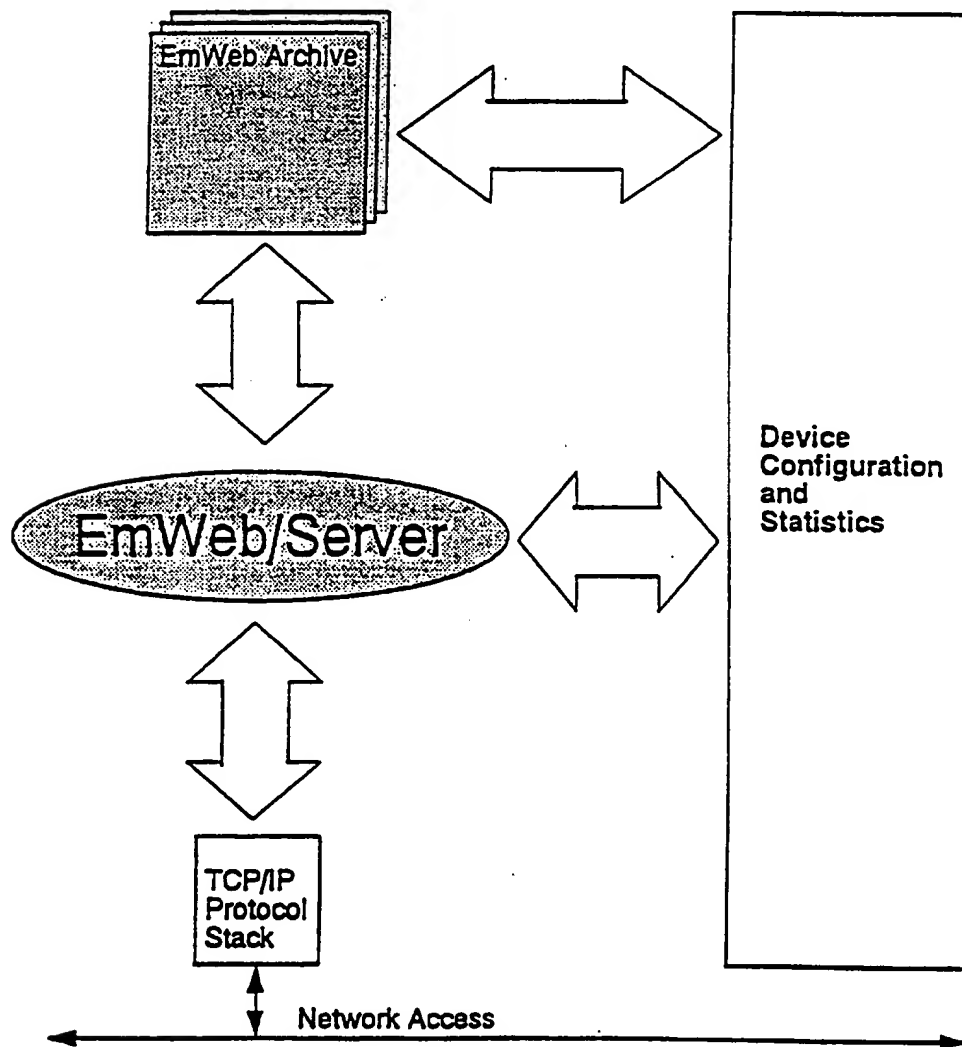 EmWeb Archive
Device
Configuration
and
Statistics
EmWeb/Server
TCP/IP
Protocol
Stack
Network Access